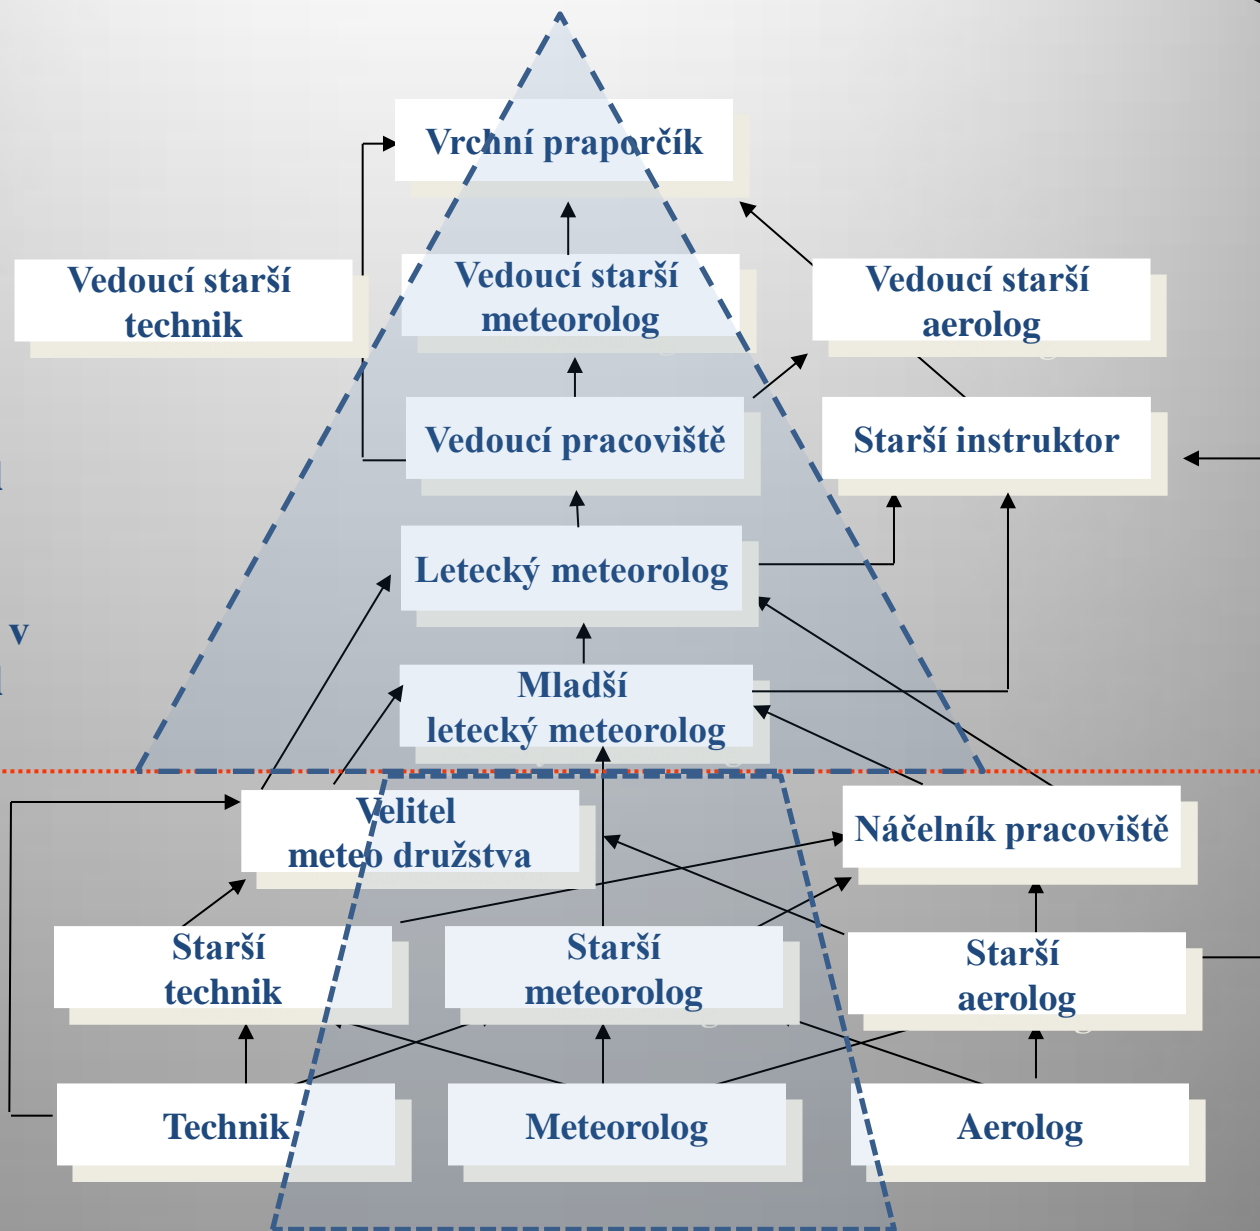 Vrchní praporčík
Vedoucí starší
technik
Vedoucí starší
meteorolog
Vedoucí starší
aerolog
Vedoucí pracoviště
Starší instruktor
Letecký meteorolog
v
Mladší
letecký meteorolog
Velitel
meteo družstva
Náčelník pracoviště
Starší
technik
Starší
meteorolog
Starší
aerolog
Technik
Meteorolog
Aerolog